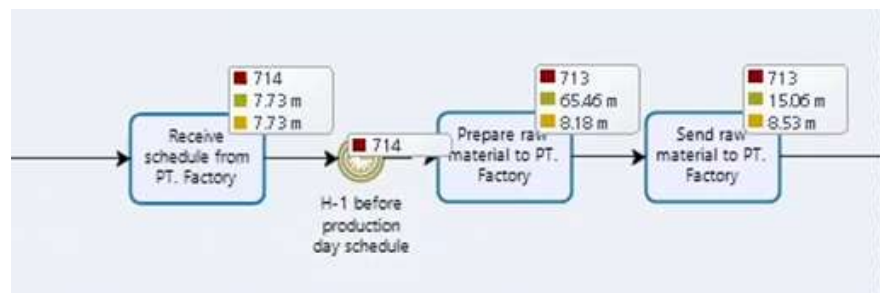 714
7.73 m
7.73 m
Receive
schedule from
PT. Factory
714
H-1 before
production
day schedule
713
65.46 m
8.18 m
Prepare raw
material to PT.
Factory
713
15.06 m
8.53 m
Send raw
material to PT.
Factory